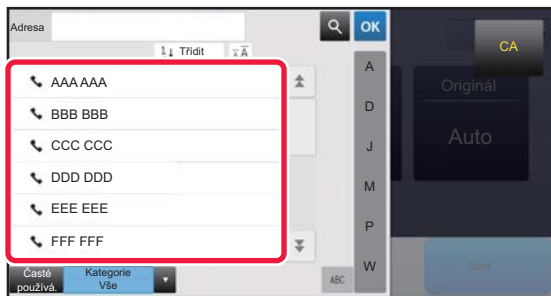 Adresa
OK
CA
1↓ Třídit
AAA AAA
BBB BBB
CCC CCC
DDD DDD
EEE EEE
FFF FFF
A
D
J
M
P
W
Originál
Auto
Časté
používá.
Kategorie
Vše
ABC
Start